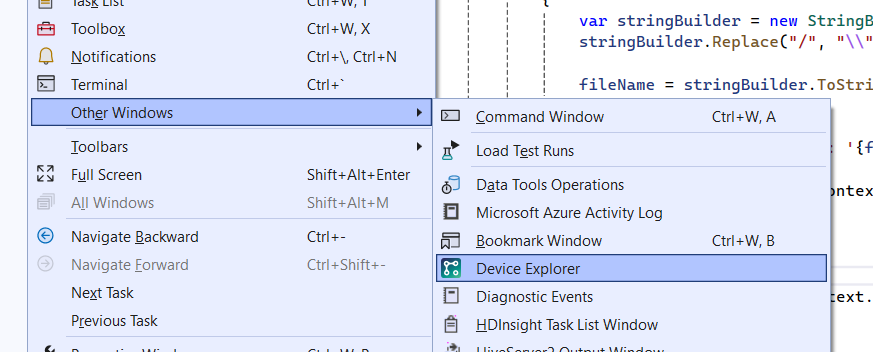 Task List Ctrl+W, T
Toolbox Ctrl+W, X
Notifications Ctrl+\, Ctrl+N
Terminal Ctrl+`
Other Windows
Toolbars
Full Screen Shift+Alt+Enter
All Windows Shift+Alt+M
Navigate Backward Ctrl+-
Navigate Forward Ctrl+Shift+-
Next Task
Previous Task
Command Window Ctrl+W, A
Load Test Runs
Data Tools Operations
Microsoft Azure Activity Log
Bookmark Window Ctrl+W, B
Device Explorer
Diagnostic Events
HDInsight Task List Window
HiveServer2 Output Window
{
var stringBuilder = new StringB
stringBuilder.Replace("/", "\\"
fileName = stringBuilder.ToStri
: '{f
ontex
text.